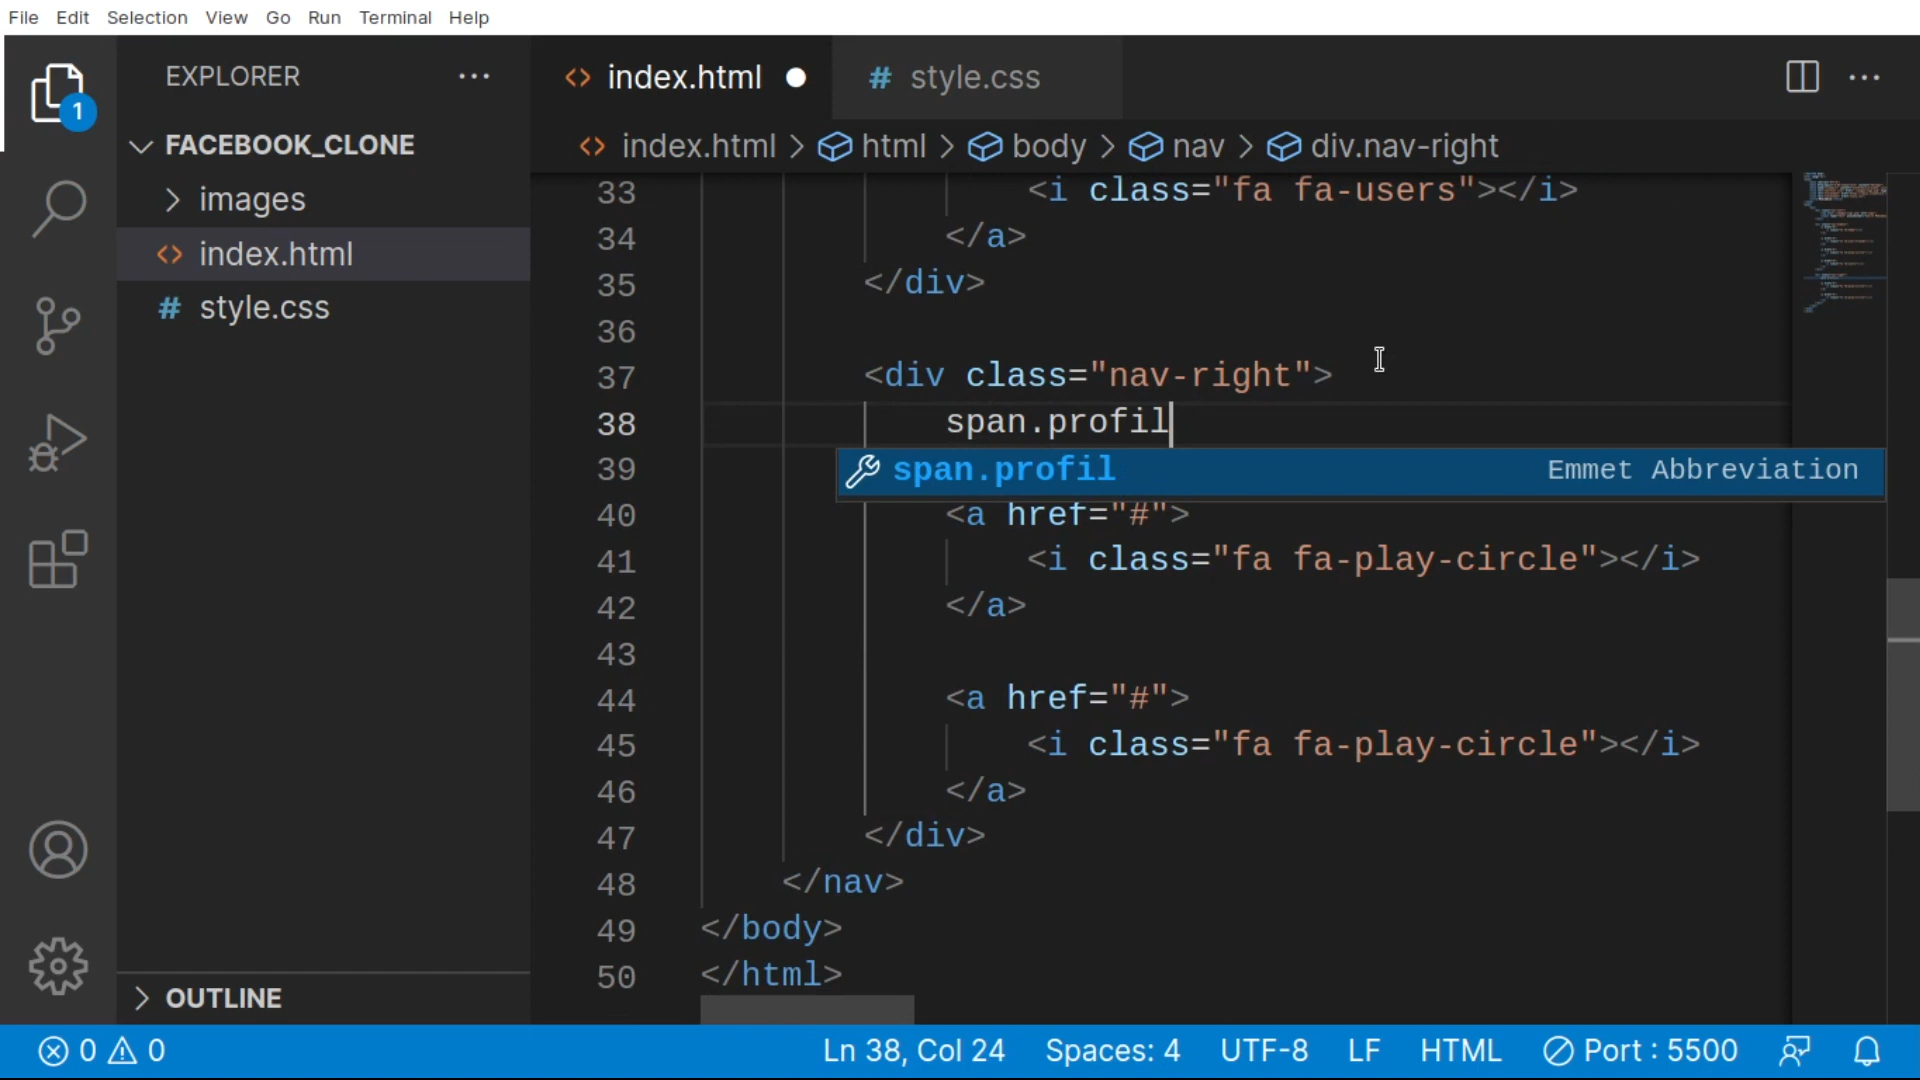 File Edit Selection View Go Run Terminal Help
EXPLORER ···
1
FACEBOOK_CLONE
images
index.html
style.css
OUTLINE
<> index.html ●
# style.css
<> index.html > html > body > nav > div.nav-right
33 <i class="fa fa-users"></i>
34 </a>
35 </div>
36
37 <div class="nav-right">
38 span.profil
39 span.profil Emmet Abbreviation
40 <a href="#">
41 <i class="fa fa-play-circle"></i>
42 </a>
43
44 <a href="#">
45 <i class="fa fa-play-circle"></i>
46 </a>
47 </div>
48 </nav>
49 </body>
50 </html>
0 0 Ln 38, Col 24 Spaces: 4 UTF-8 LF HTML Port : 5500